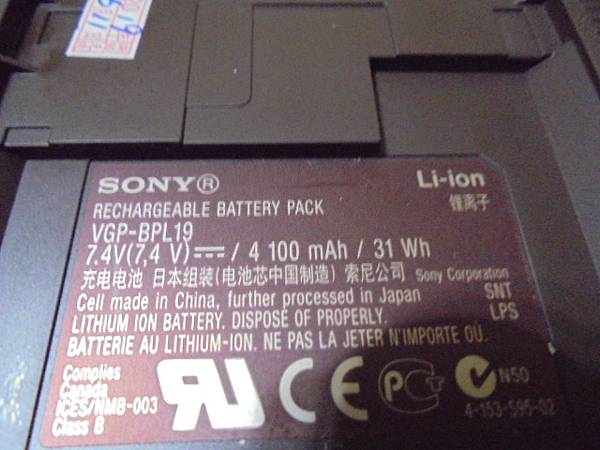 SONY® Li-ion
锂离子
RECHARGEABLE BATTERY PACK
VGP-BPL19
7.4V(7,4 V) ⎓ / 4 100 mAh / 31 Wh
充电电池 日本组装(电池芯中国制造) 索尼公司 Sony Corporation
Cell made in China, further processed in Japan SNT
LITHIUM ION BATTERY. DISPOSE OF PROPERLY. LPS
BATTERIE AU LITHIUM-ION. NE PAS LA JETER N'IMPORTE OÙ.
Complies
Canada
ICES/NMB-003
Class B
N50
4-153-595-02